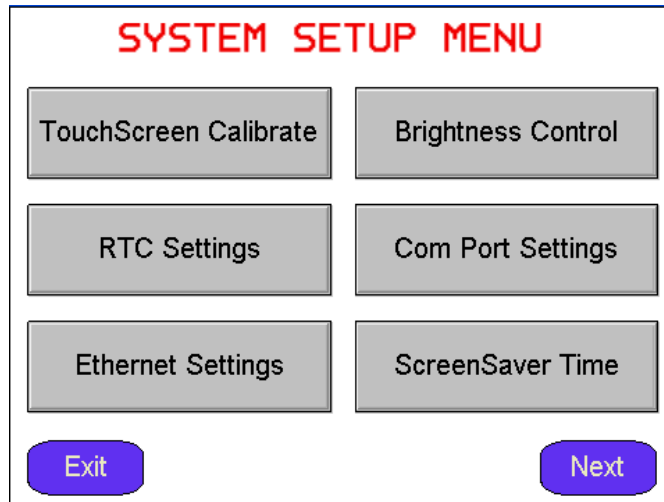 SYSTEM SETUP MENU
TouchScreen Calibrate
Brightness Control
RTC Settings
Com Port Settings
Ethernet Settings
ScreenSaver Time
Exit
Next